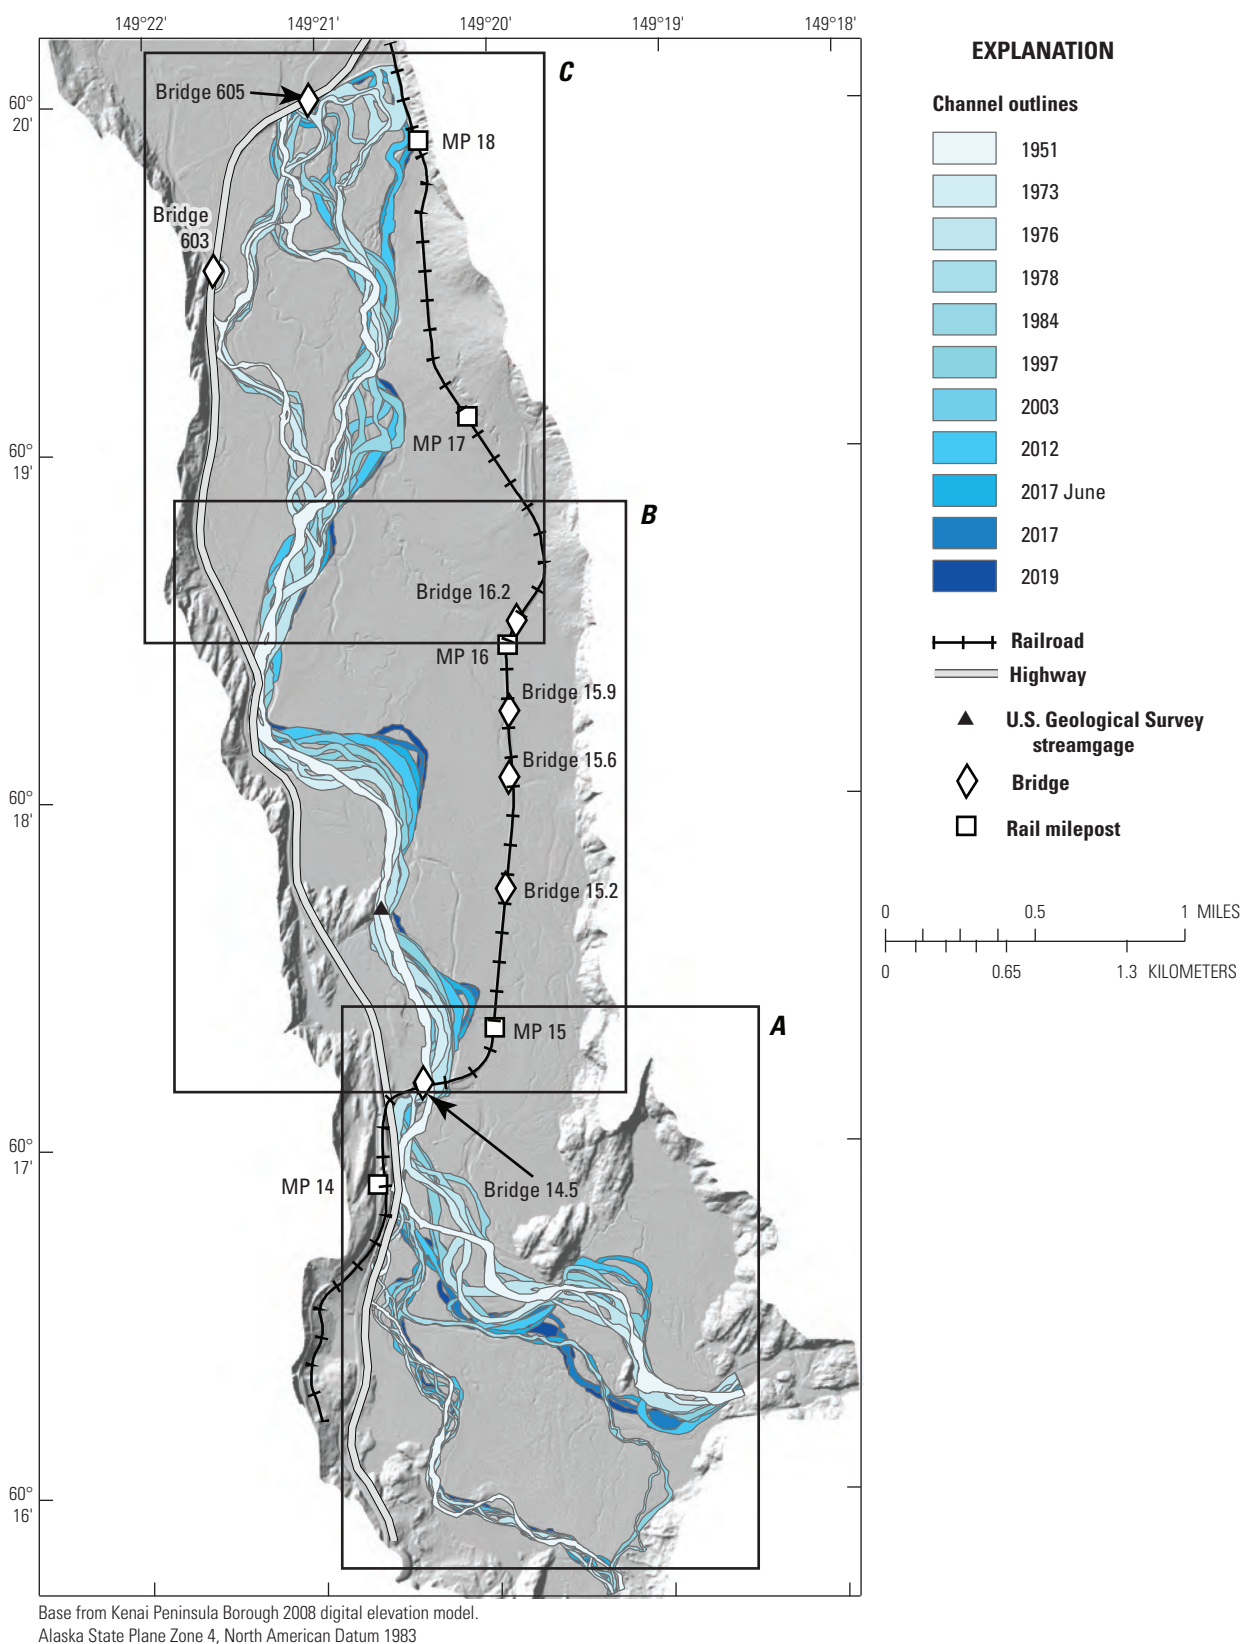 149°22' 149°21' 149°20' 149°19' 149°18'
60°
20'
60°
19'
60°
18'
60°
17'
60°
16'
C
Bridge 605
MP 18
Bridge
603
MP 17
B
Bridge 16.2
MP 16
Bridge 15.9
Bridge 15.6
Bridge 15.2
MP 15
A
Bridge 14.5
MP 14
EXPLANATION
Channel outlines
1951
1973
1976
1978
1984
1997
2003
2012
2017 June
2017
2019
Railroad
Highway
U.S. Geological Survey
streamgage
Bridge
Rail milepost
0 0.5 1 MILES
0 0.65 1.3 KILOMETERS
Base from Kenai Peninsula Borough 2008 digital elevation model.
Alaska State Plane Zone 4, North American Datum 1983